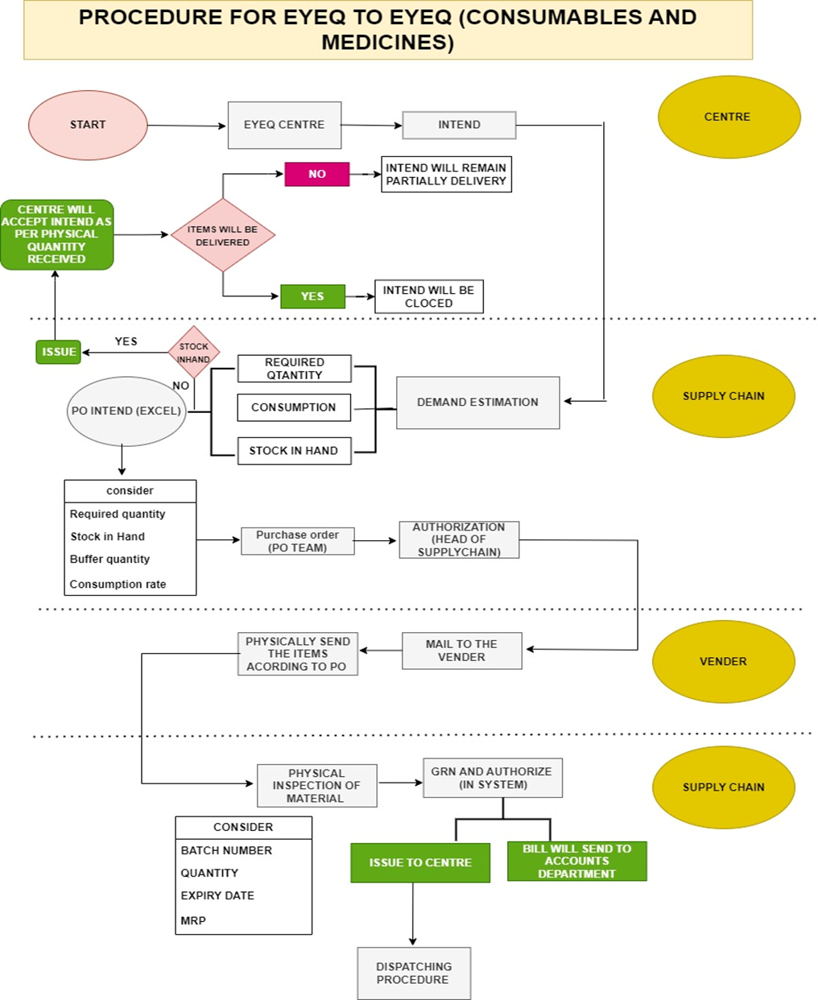 PROCEDURE FOR EYEQ TO EYEQ (CONSUMABLES AND
MEDICINES)
START
EYEQ CENTRE
INTEND
CENTRE
NO
INTEND WILL REMAIN
PARTIALLY DELIVERY
CENTRE WILL
ACCEPT INTEND AS
PER PHYSICAL
QUANTITY
RECEIVED
ITEMS WILL BE
DELIVERED
YES
INTEND WILL BE
CLOCED
ISSUE
YES
STOCK
INHAND
NO
REQUIRED
QTANTITY
CONSUMPTION
STOCK IN HAND
DEMAND ESTIMATION
SUPPLY CHAIN
PO INTEND (EXCEL)
consider
Required quantity
Stock in Hand
Buffer quantity
Consumption rate
Purchase order
(PO TEAM)
AUTHORIZATION
(HEAD OF
SUPPLYCHAIN)
PHYSICALLY SEND
THE ITEMS
ACORDING TO PO
MAIL TO THE
VENDER
VENDER
PHYSICAL
INSPECTION OF
MATERIAL
GRN AND AUTHORIZE
(IN SYSTEM)
SUPPLY CHAIN
CONSIDER
BATCH NUMBER
QUANTITY
EXPIRY DATE
MRP
ISSUE TO CENTRE
BILL WILL SEND TO
ACCOUNTS
DEPARTMENT
DISPATCHING
PROCEDURE